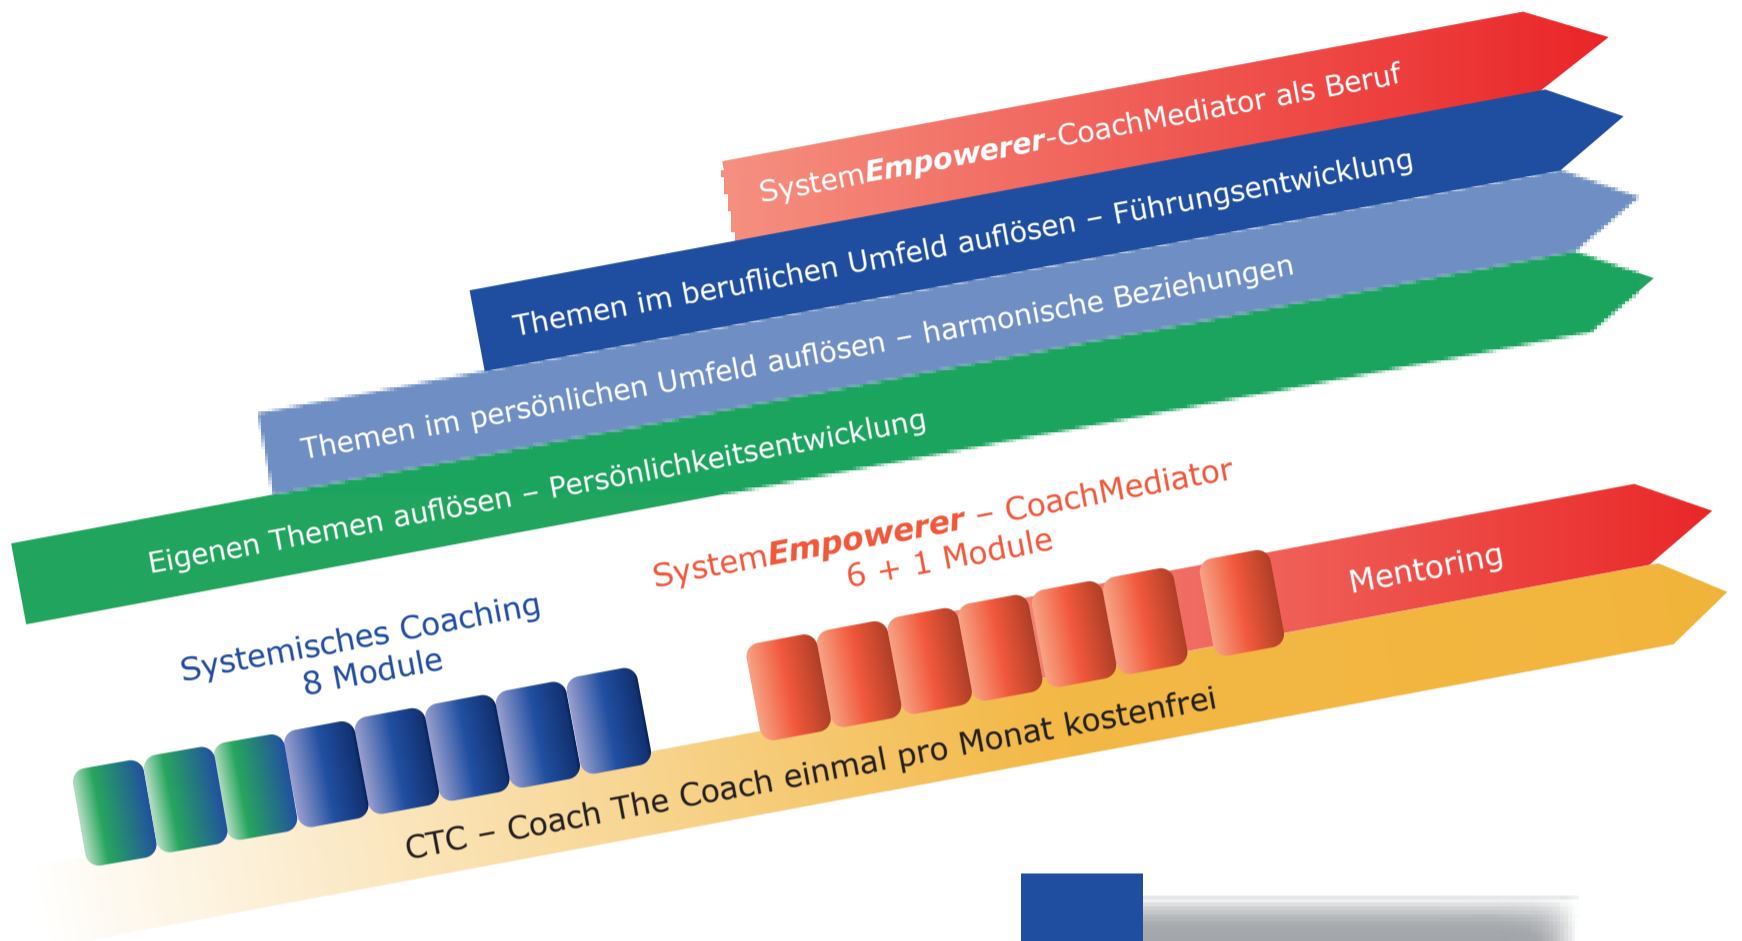 SystemEmpowerer-CoachMediator als Beruf
Themen im beruflichen Umfeld auflösen – Führungsentwicklung
Themen im persönlichen Umfeld auflösen – harmonische Beziehungen
Eigenen Themen auflösen – Persönlichkeitsentwicklung
SystemEmpowerer – CoachMediator
6 + 1 Module
Mentoring
Systemisches Coaching
8 Module
CTC – Coach The Coach einmal pro Monat kostenfrei